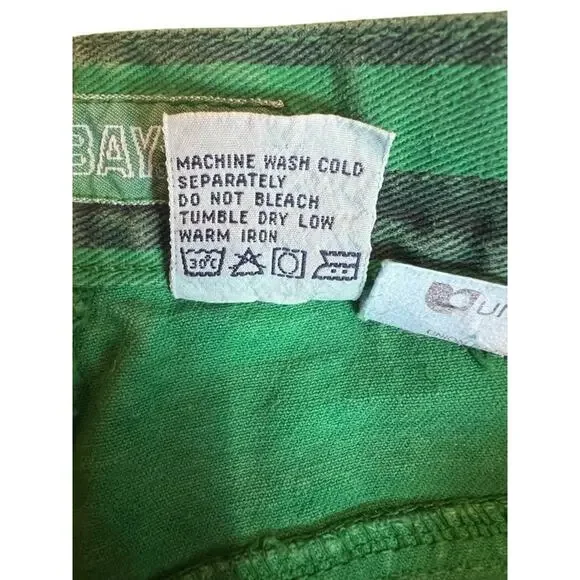 BAY
MACHINE WASH COLD
SEPARATELY
DO NOT BLEACH
TUMBLE DRY LOW
WARM IRON
30°C